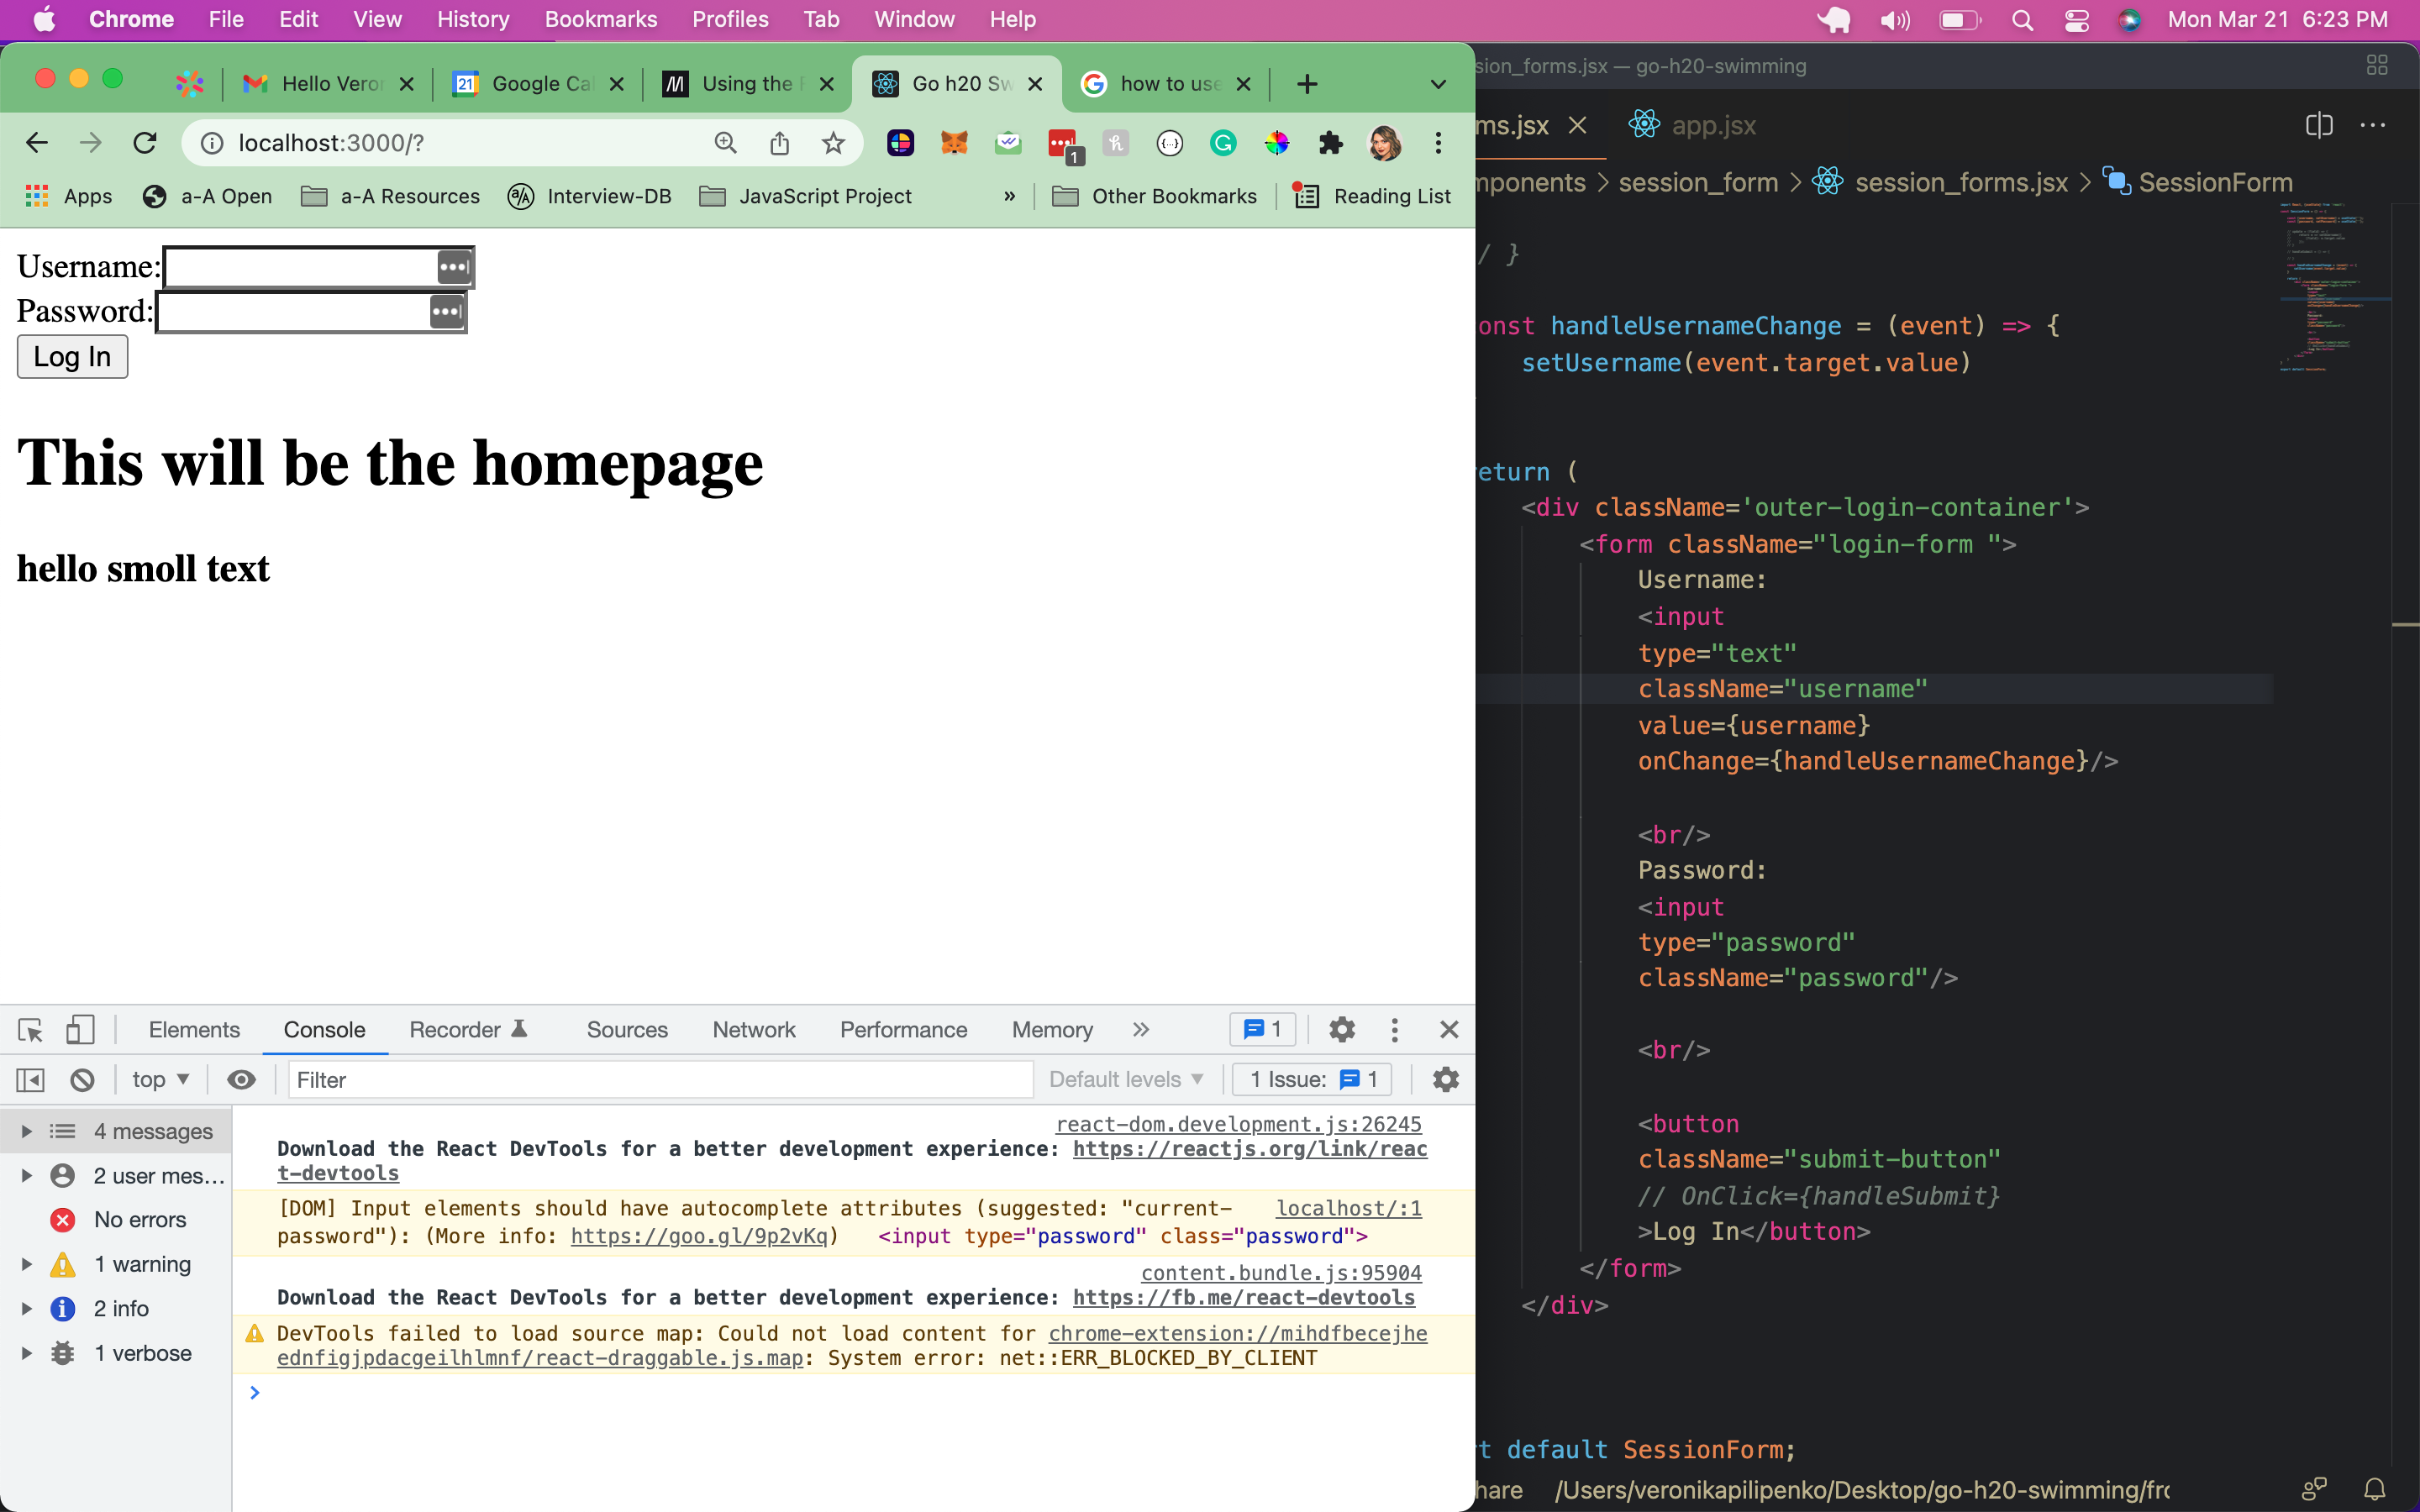 Chrome File Edit View History Bookmarks Profiles Tab Window Help Mon Mar 21 6:23 PM
Hello Veror 21 Google Ca Using the Go h20 Sw how to use
localhost:3000/?
1
Apps a-A Open a-A Resources Interview-DB JavaScript Project » Other Bookmarks Reading List
Username:
Password:
Log In
This will be the homepage
hello smoll text
Elements Console Recorder Sources Network Performance Memory » 1
top Filter Default levels 1 Issue: 1
4 messages
2 user mes...
No errors
1 warning
2 info
1 verbose
react-dom.development.js:26245
Download the React DevTools for a better development experience: https://reactjs.org/link/reac
t-devtools
[DOM] Input elements should have autocomplete attributes (suggested: "current- localhost/:1
password"): (More info: https://goo.gl/9p2vKq) <input type="password" class="password">
content.bundle.js:95904
Download the React DevTools for a better development experience: https://fb.me/react-devtools
DevTools failed to load source map: Could not load content for chrome-extension://mihdfbecejhe
ednfigjpdacgeilhlmnf/react-draggable.js.map: System error: net::ERR_BLOCKED_BY_CLIENT
>
sion_forms.jsx — go-h20-swimming
ms.jsx app.jsx
mponents > session_form > session_forms.jsx > SessionForm
/ }
onst handleUsernameChange = (event) => {
setUsername(event.target.value)
eturn (
<div className='outer-login-container'>
<form className="login-form ">
Username:
<input
type="text"
className="username"
value={username}
onChange={handleUsernameChange}/>
<br/>
Password:
<input
type="password"
className="password"/>
<br/>
<button
className="submit-button"
// OnClick={handleSubmit}
>Log In</button>
</form>
</div>
t default SessionForm;
hare /Users/veronikapilipenko/Desktop/go-h20-swimming/frc